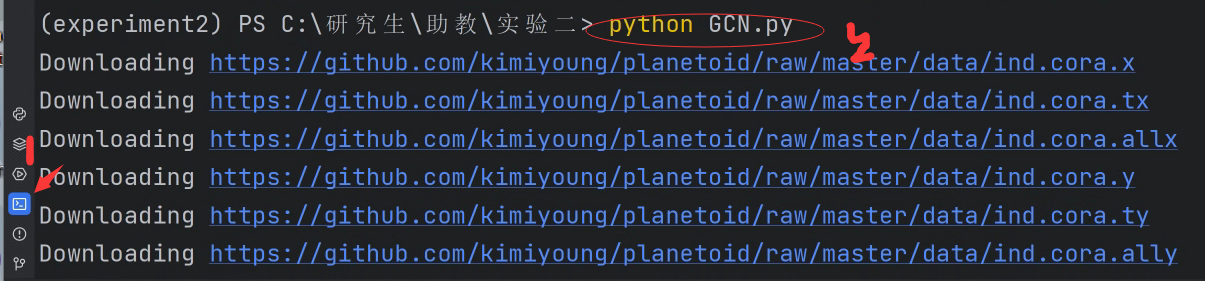 (experiment2) PS C:\研究生\助教\实验二> python GCN.py
Downloading https://github.com/kimiyoung/planetoid/raw/master/data/ind.cora.x
Downloading https://github.com/kimiyoung/planetoid/raw/master/data/ind.cora.tx
Downloading https://github.com/kimiyoung/planetoid/raw/master/data/ind.cora.allx
Downloading https://github.com/kimiyoung/planetoid/raw/master/data/ind.cora.y
Downloading https://github.com/kimiyoung/planetoid/raw/master/data/ind.cora.ty
Downloading https://github.com/kimiyoung/planetoid/raw/master/data/ind.cora.ally